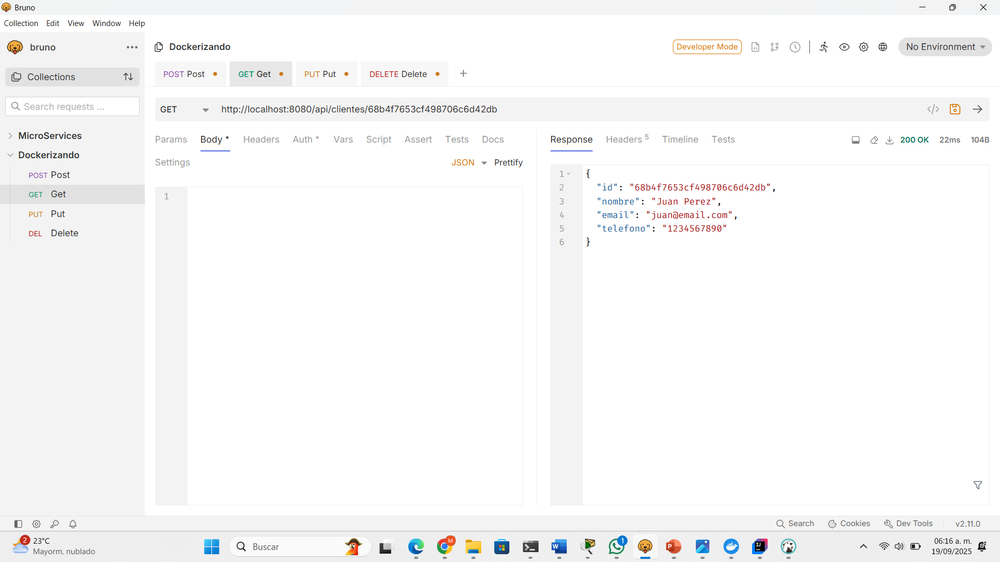 Bruno
Collection Edit View Window Help
bruno
Dockerizando
Developer Mode
No Environment
Collections
Search requests ...
MicroServices
Dockerizando
POST Post
GET Get
PUT Put
DEL Delete
POST Post
GET Get
PUT Put
DELETE Delete
GET
http://localhost:8080/api/clientes/68b4f7653cf498706c6d42db
Params Body Headers Auth Vars Script Assert Tests Docs
Settings
JSON Prettify
1
Response Headers 5 Timeline Tests
200 OK 22ms 104B
1 {
2 "id": "68b4f7653cf498706c6d42db",
3 "nombre": "Juan Perez",
4 "email": "juan@email.com",
5 "telefono": "1234567890"
6 }
Search Cookies Dev Tools v2.11.0
2
23°C
Mayorm. nublado
Buscar
M
W
1
P
IJ
06:16 a. m.
19/09/2025